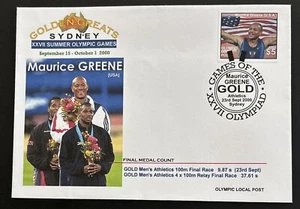 GOLDEN GREATS
SYDNEY
XXVII SUMMER OLYMPIC GAMES
September 15 - October 1 2000
Maurice GREENE
(USA)
$5
GAMES OF THE
XXVII OLYMPIAD
Maurice
GREENE
GOLD
Athletics
23rd Sept 2000
Sydney
FINAL MEDAL COUNT
GOLD Men's Athletics 100m Final Race 9.87 s (23rd Sept)
GOLD Men's Athletics 4 x 100m Relay Final Race 37.61 s
OLYMPIC LOCAL POST